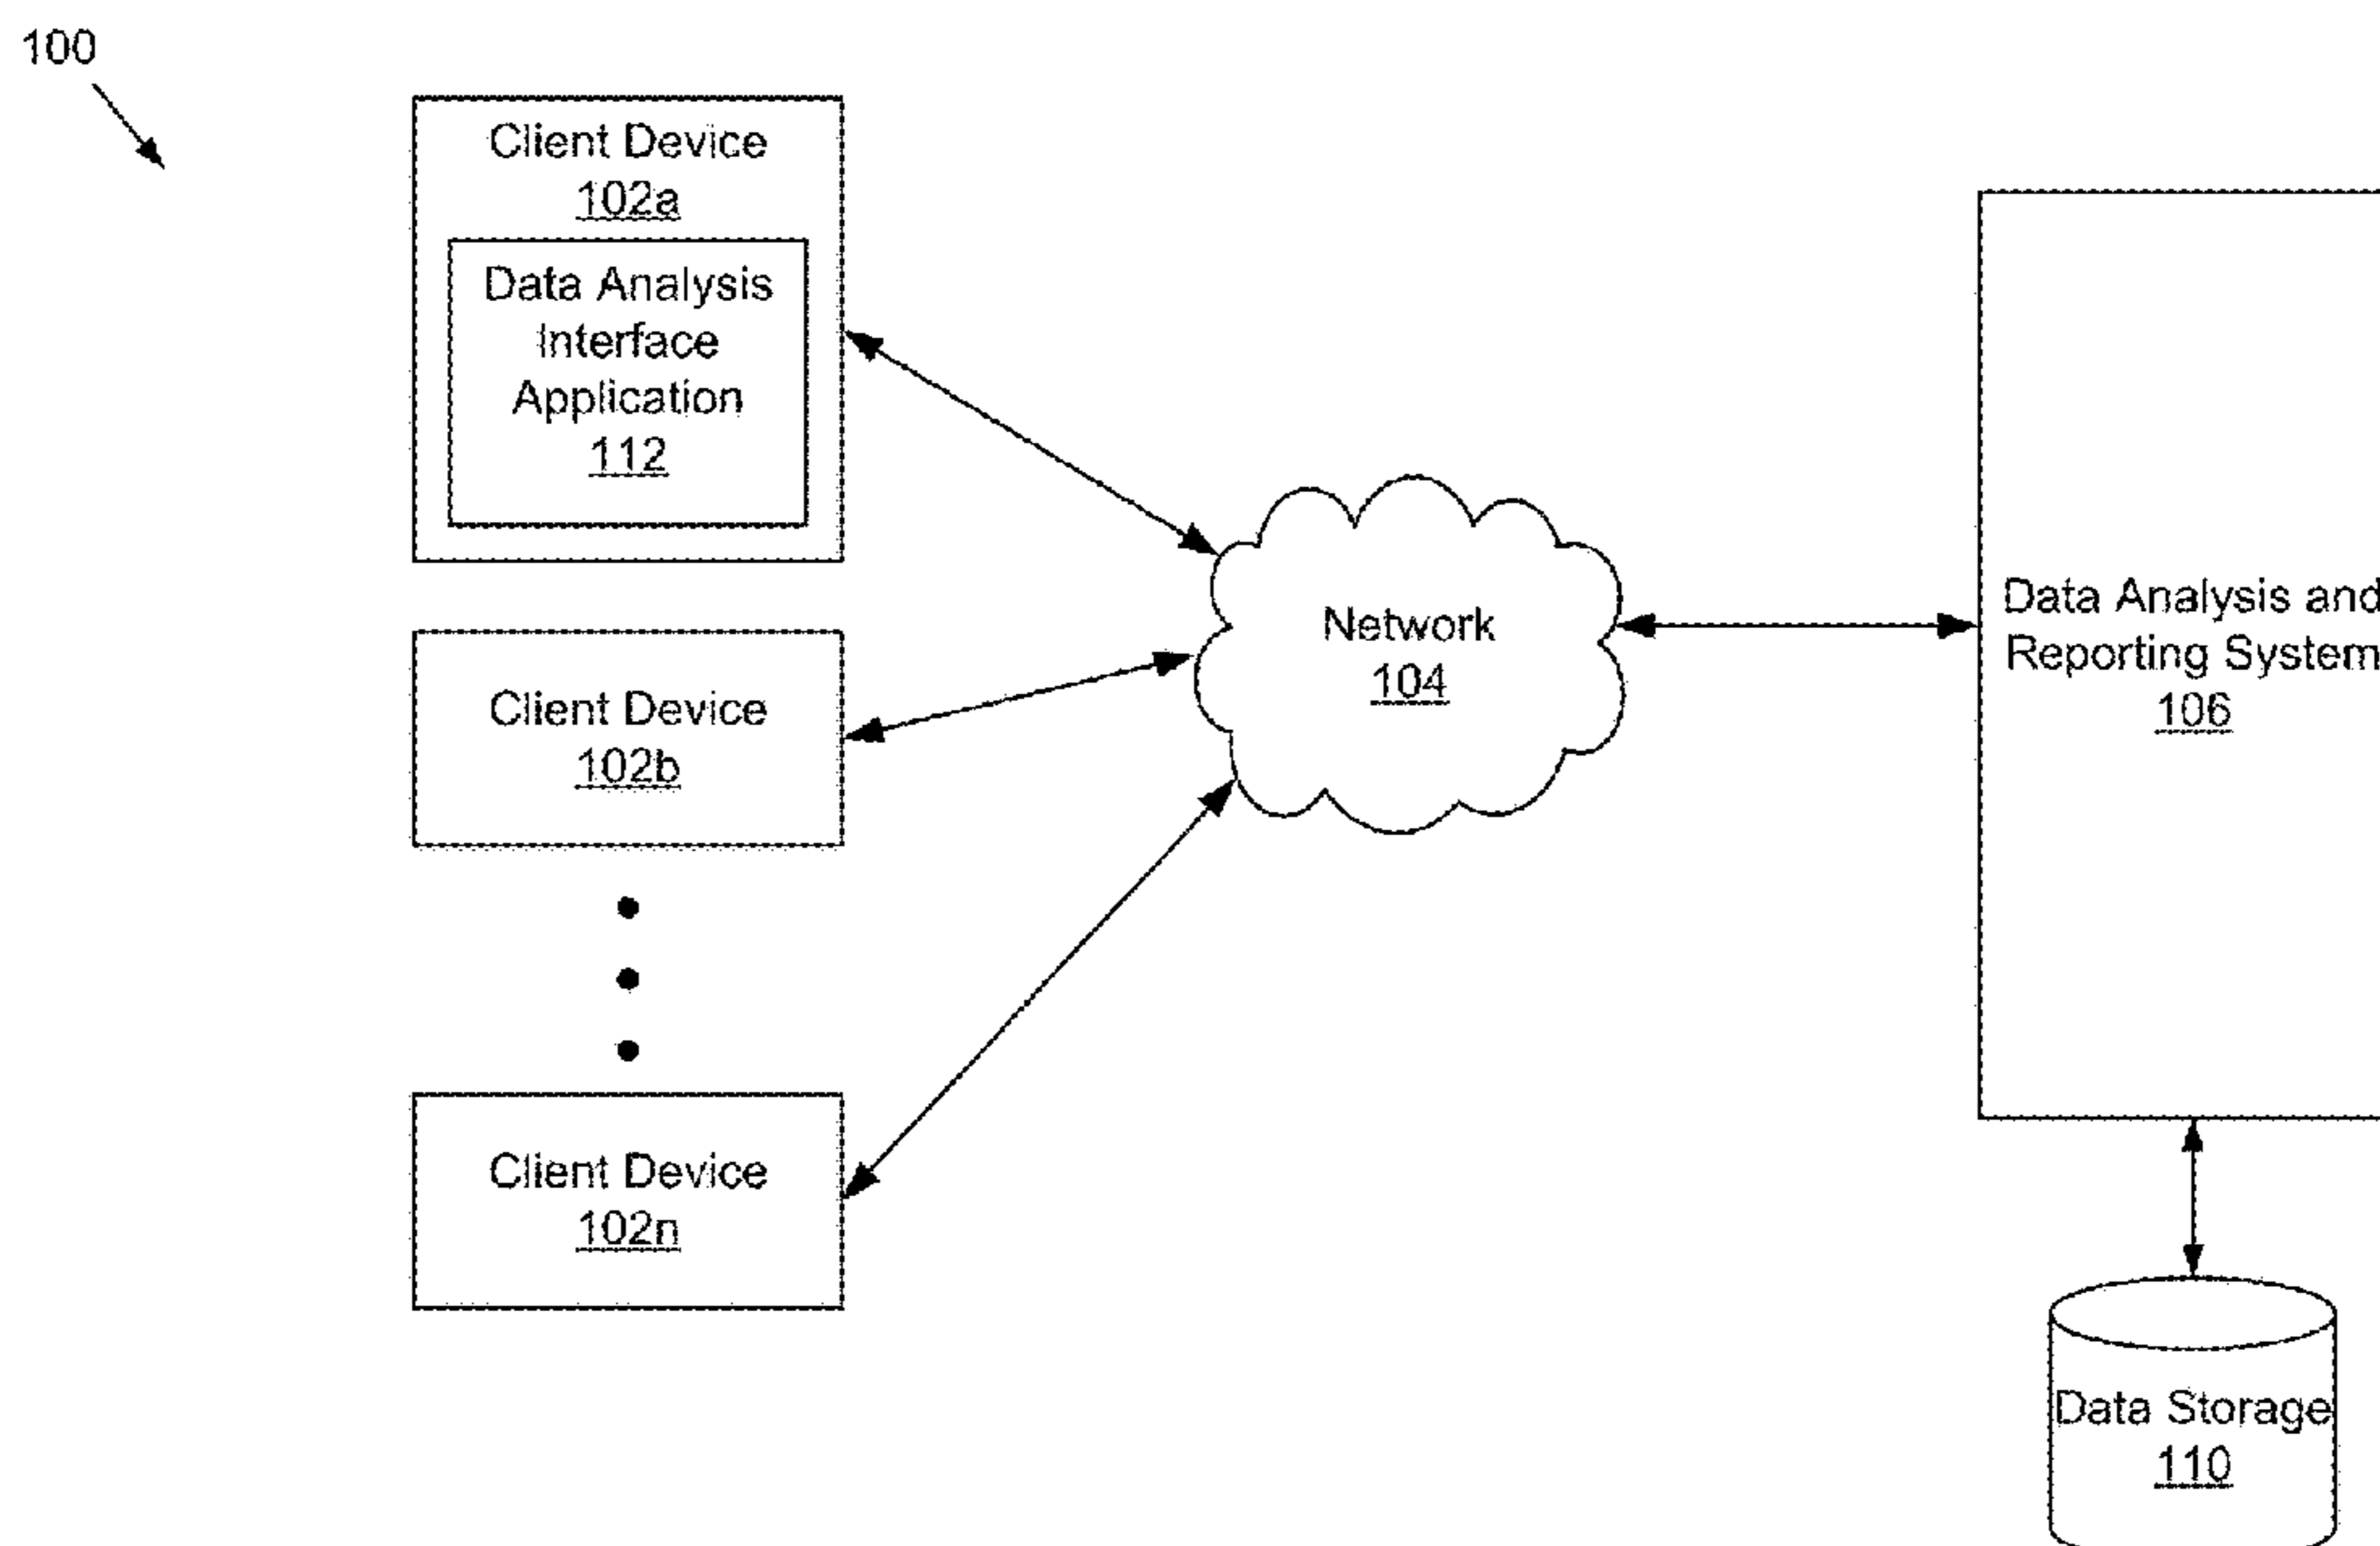 100
Client Device
102a
Data Analysis
Interface
Application
112
Client Device
102b
Client Device
102n
Network
104
Data Analysis and
Reporting System
106
Data Storage
110